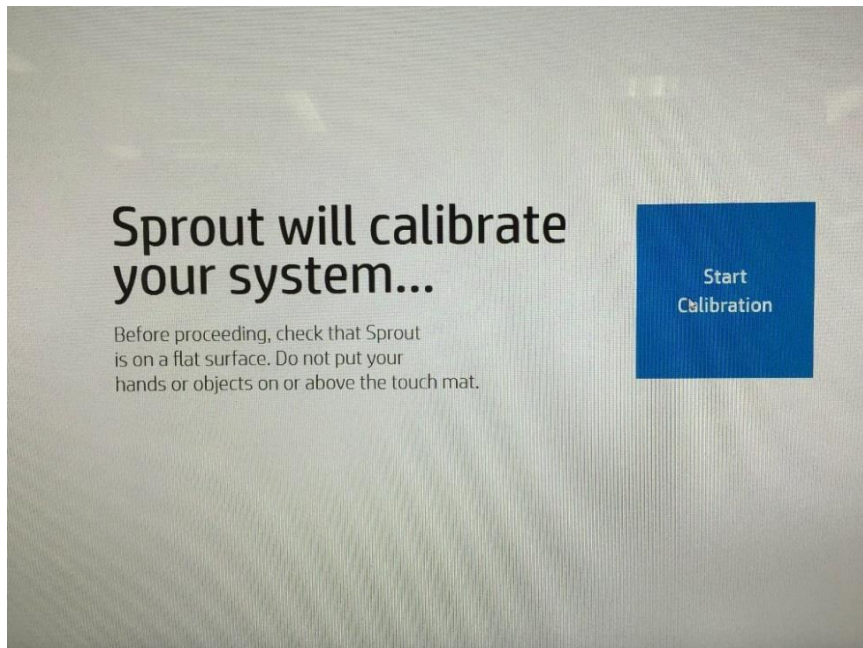 Sprout will calibrate
your system...
Before proceeding, check that Sprout
is on a flat surface. Do not put your
hands or objects on or above the touch mat.
Start
Calibration